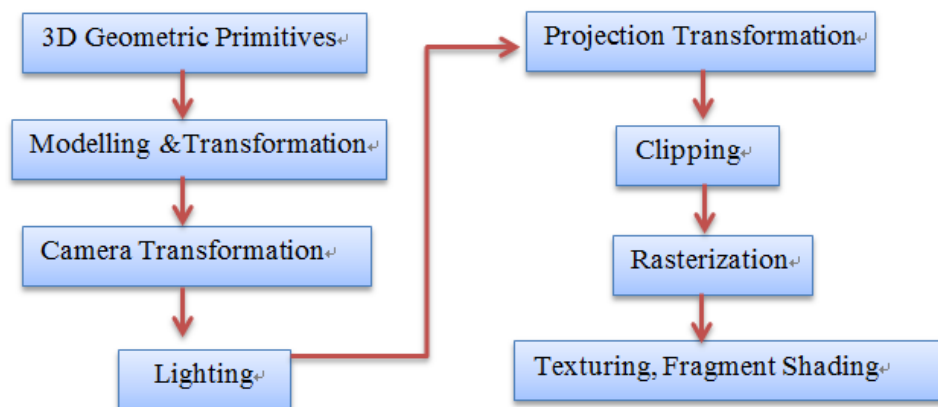 3D Geometric Primitives↵
Modelling &Transformation↵
Camera Transformation↵
Lighting↵
Projection Transformation↵
Clipping↵
Rasterization↵
Texturing, Fragment Shading↵